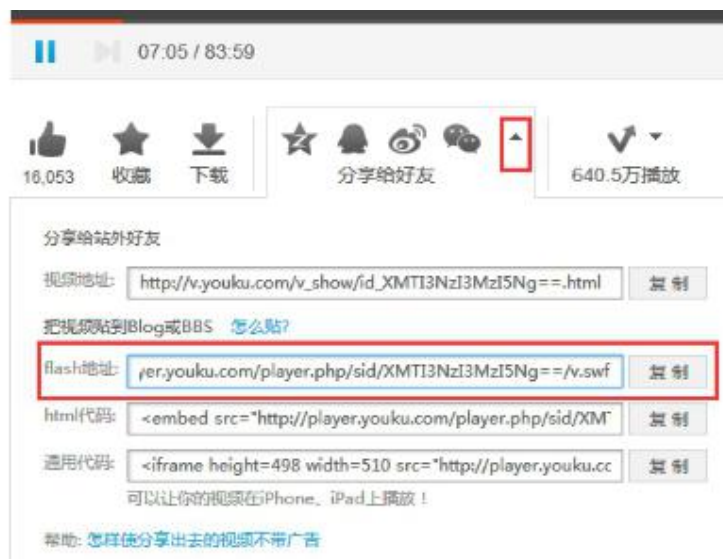 07:05 / 83:59
16,053 收藏 下载 分享给好友 640.5万播放
分享给站外好友
视频地址: http://v.youku.com/v_show/id_XMTI3NzI3MzI5Ng==.html 复制
把视频贴到Blog或BBS 怎么贴?
flash地址: yer.youku.com/player.php/sid/XMTI3NzI3MzI5Ng==/v.swf 复制
html代码: <embed src="http://player.youku.com/player.php/sid/XMT 复制
通用代码: <iframe height=498 width=510 src="http://player.youku.cc 复制
可以让你的视频在iPhone、iPad上播放！
帮助: 怎样使分享出去的视频不带广告